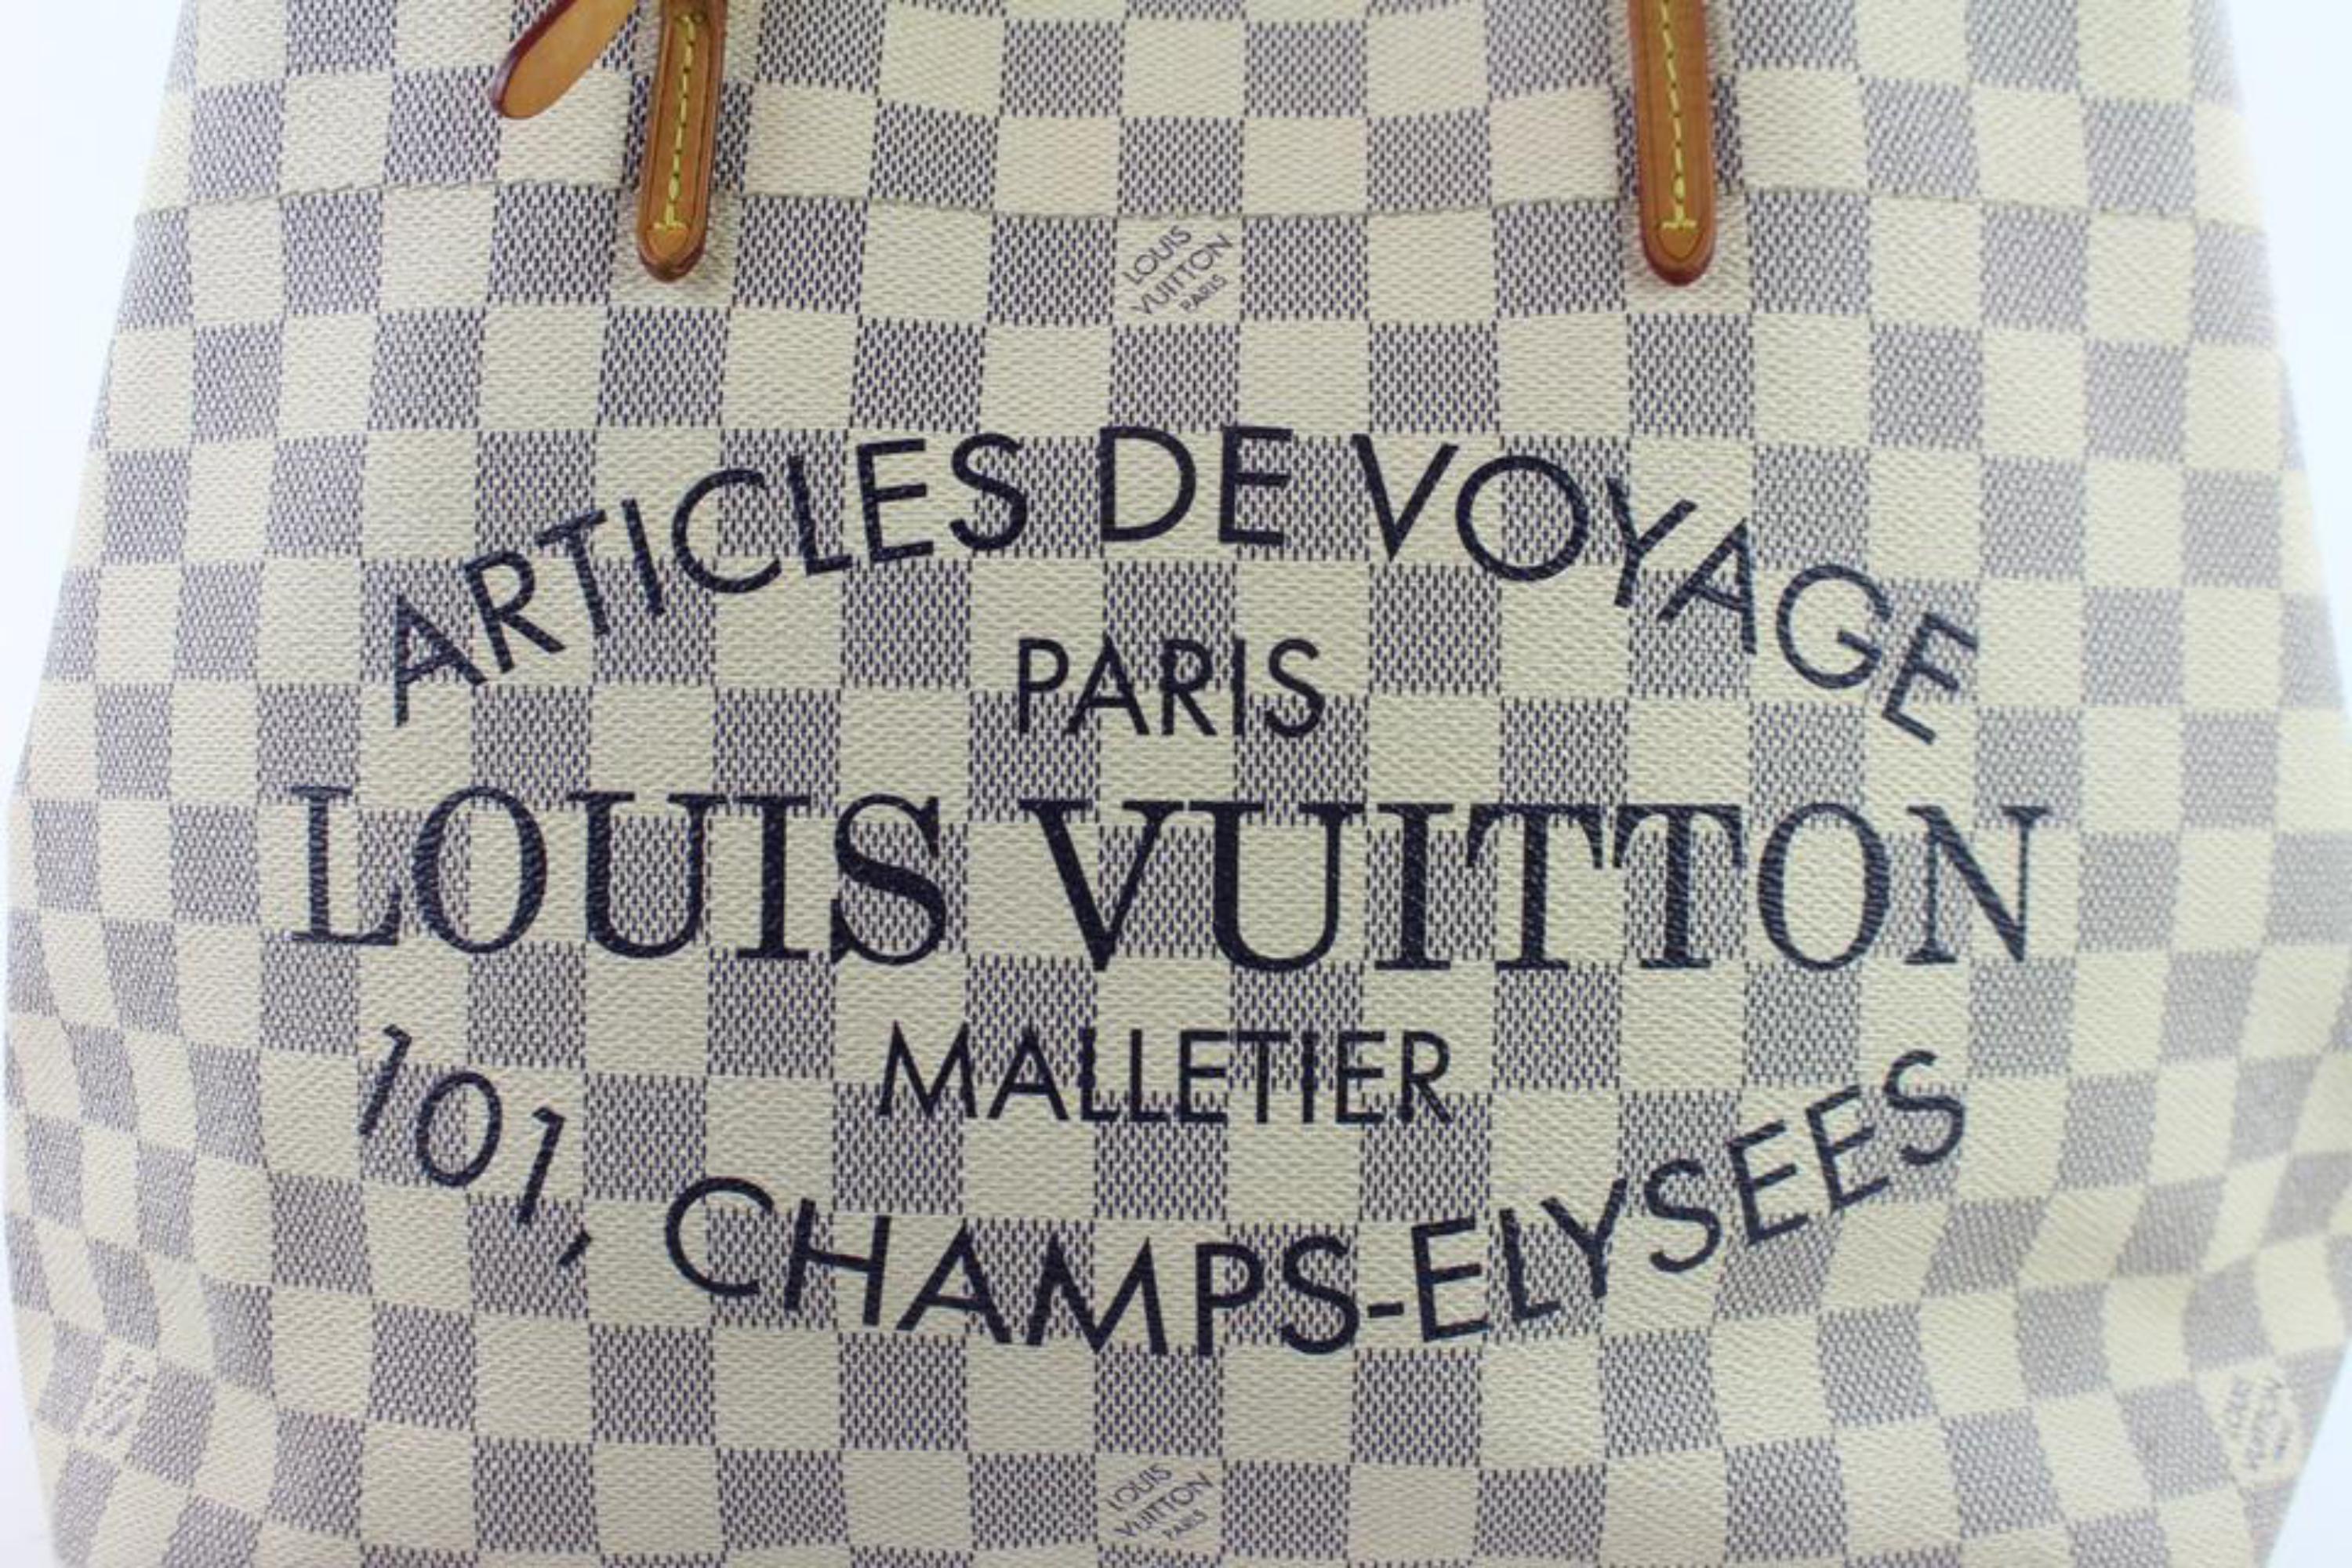 LOUIS
VUITTON
PARIS
ARTICLES DE VOYAGE
PARIS
LOUIS VUITTON
MALLETIER
101, CHAMPS-ELYSEES
LOUIS
VUITTON
PARIS